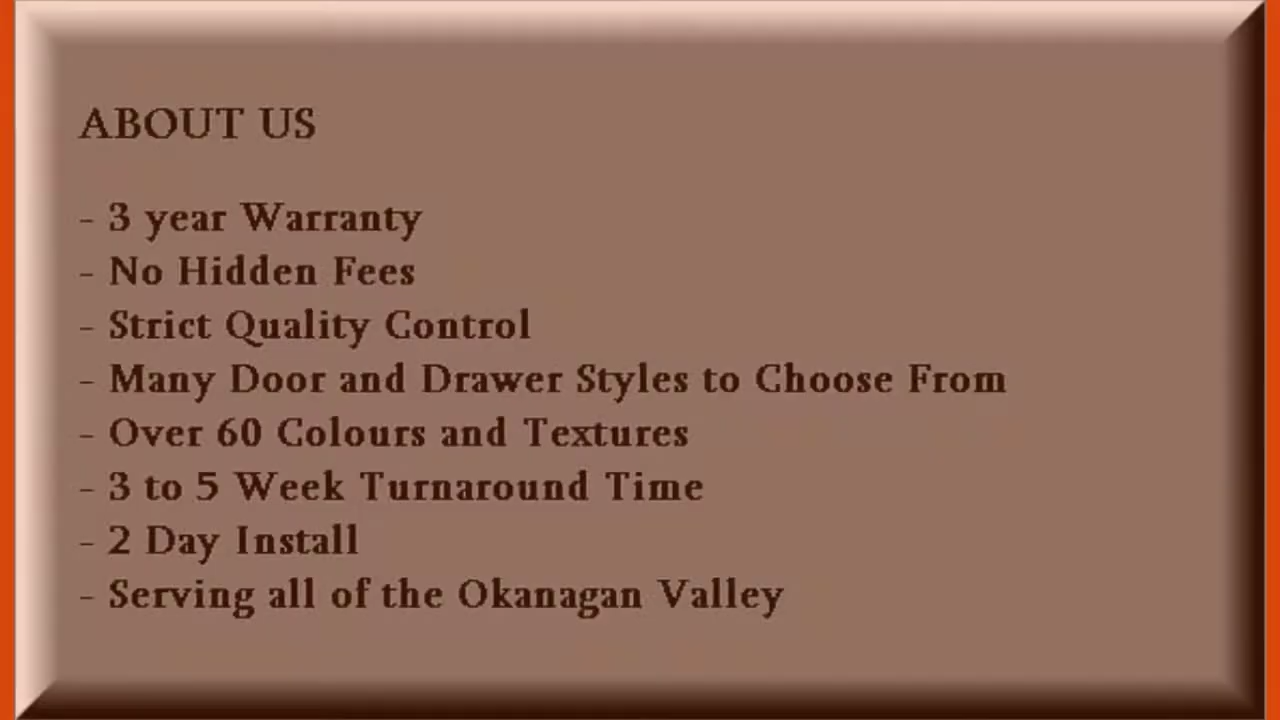 ABOUT US
- 3 year Warranty
- No Hidden Fees
- Strict Quality Control
- Many Door and Drawer Styles to Choose From
- Over 60 Colours and Textures
- 3 to 5 Week Turnaround Time
- 2 Day Install
- Serving all of the Okanagan Valley